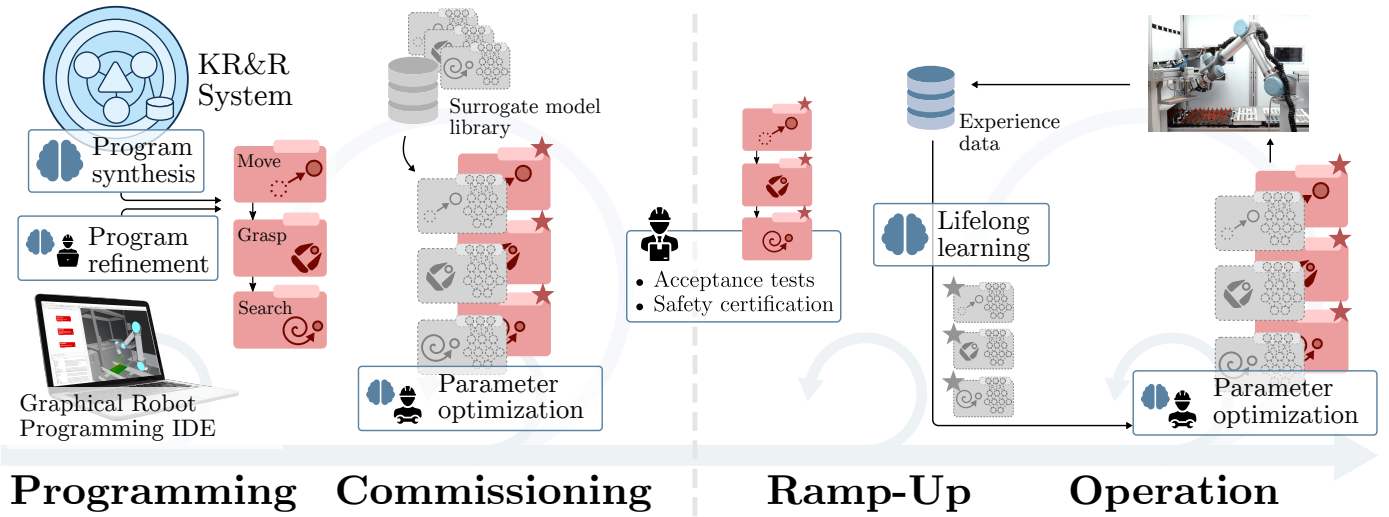 KR&R
System
Program
synthesis
Program
refinement
Move
Grasp
Search
Graphical Robot
Programming IDE
Surrogate model
library
Parameter
optimization
• Acceptance tests
• Safety certification
Experience
data
Lifelong
learning
Parameter
optimization
Programming
Commissioning
Ramp-Up
Operation